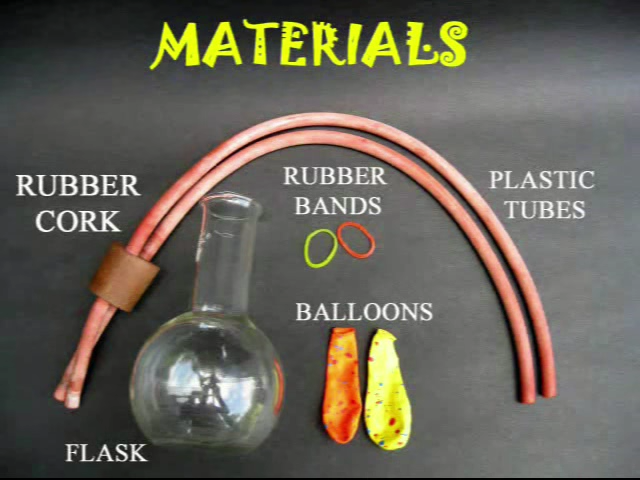 MATERIALS
RUBBER
CORK
RUBBER
BANDS
PLASTIC
TUBES
BALLOONS
FLASK